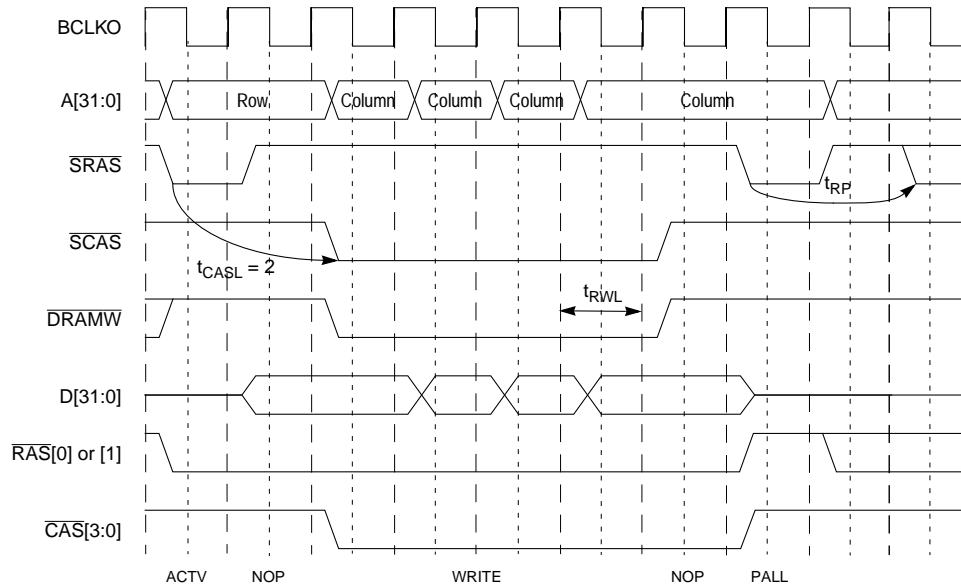 BCLKO
A[31:0] Row Column Column Column Column
SRAS
tRP
SCAS
tCASL = 2
tRWL
DRAMW
D[31:0]
RAS[0] or [1]
CAS[3:0]
ACTV NOP WRITE NOP PALL